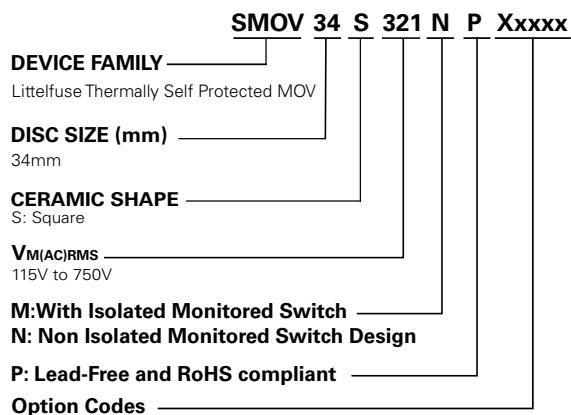 SMOV 34 S 321 N P Xxxxx
DEVICE FAMILY
Littelfuse Thermally Self Protected MOV
DISC SIZE (mm)
34mm
CERAMIC SHAPE
S: Square
VM(AC)RMS
115V to 750V
M:With Isolated Monitored Switch
N: Non Isolated Monitored Switch Design
P: Lead-Free and RoHS compliant
Option Codes